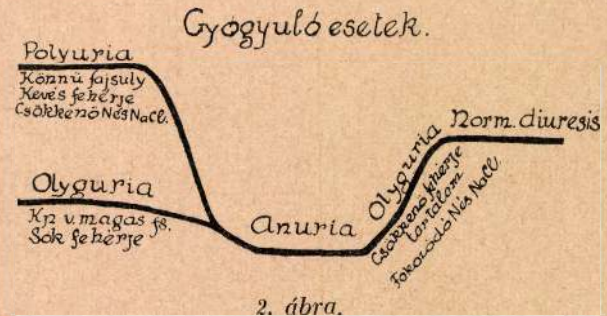 Gyógyuló esetek.
Polyuria
Könnü fajsuly
Kevés fehérje
Csökkenő N és NaCl.
Olyguria
Kp v. magas fs.
Sok fehérje
Anuria
Olyguria
Csökkenő fehérje
tartalom
Fokozódó N és NaCl.
Norm. diuresis
2. ábra.